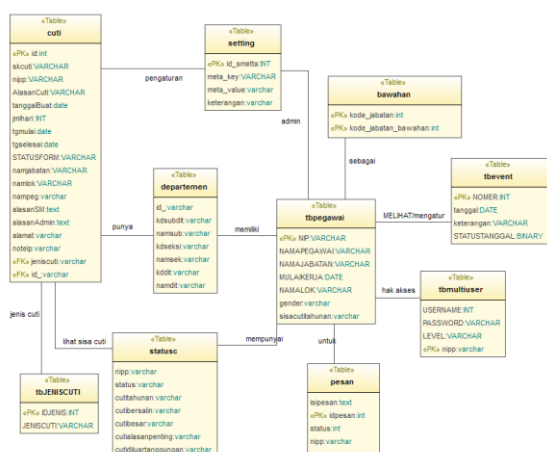 «Table»
cuti
«PK» id:int
skcuti:VARCHAR
nipp:VARCHAR
AlasanCuti:VARCHAR
tanggalBuat:date
jmlhari:INT
tgmulai:date
tgselesai:date
STATUSFORM:VARCHAR
namjabatan:VARCHAR
namlok:VARCHAR
nampeg:varchar
alasanSM:text
alasanAdmin:text
alamat:varchar
notelp:varchar
«FK» jeniscuti:varchar
«FK» id_:varchar
pengaturan
«Table»
setting
«PK» id_smetta:INT
meta_key:VARCHAR
meta_value:varchar
keterangan:varchar
admin
«Table»
bawahan
«PK» kode_jabatan:int
«PK» kode_jabatan_bawahan:int
sebagai
«Table»
departemen
id_:varchar
kdsubdit:varchar
namsub:varchar
kdseksi:varchar
namsek:varchar
kddit:varchar
namdit:varchar
punya
memiliki
«Table»
tbpegawai
«PK» NIP:VARCHAR
NAMAPEGAWAI:VARCHAR
NAMAJABATAN:VARCHAR
MULAIKERJA:DATE
NAMALOK:VARCHAR
gender:varchar
sisacutitahunan:varchar
MELIHAT/mengatur
«Table»
tbevent
«PK» NOMER:INT
tanggal:DATE
keterangan:VARCHAR
STATUSTANGGAL:BINARY
hak akses
«Table»
tbmultiuser
USERNAME:INT
PASSWORD:VARCHAR
LEVEL:VARCHAR
«PK» nipp:varchar
jenis cuti
lihat sisa cuti
mempunyai
untuk
«Table»
statusc
nipp:varchar
status:varchar
cutitahunan:varchar
cutibersalin:varchar
cutibesar:varchar
cutialasanpenting:varchar
cutidiluartanggungan:varchar
«Table»
tbJENISCUTI
«PK» IDJENIS:INT
JENISCUTI:VARCHAR
«Table»
pesan
isipesan:text
«PK» idpesan:int
status:int
nipp:varchar